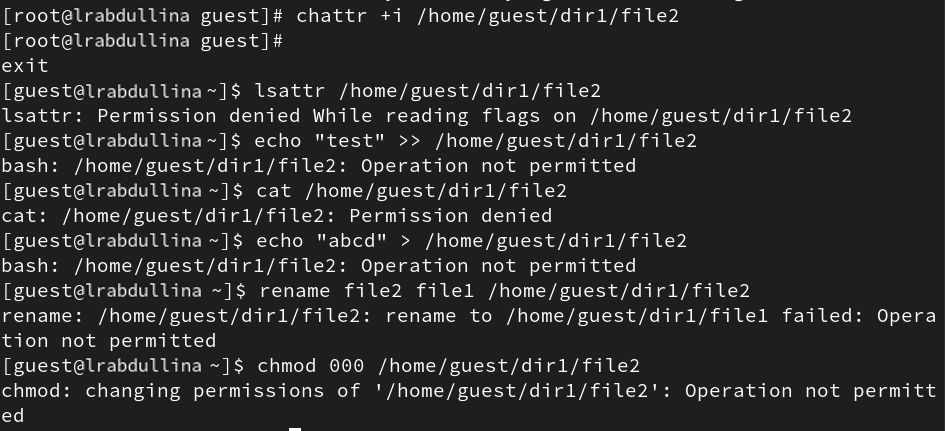 [root@lrabdullina guest]# chattr +i /home/guest/dir1/file2
[root@lrabdullina guest]#
exit
[guest@lrabdullina ~]$ lsattr /home/guest/dir1/file2
lsattr: Permission denied While reading flags on /home/guest/dir1/file2
[guest@lrabdullina ~]$ echo "test" >> /home/guest/dir1/file2
bash: /home/guest/dir1/file2: Operation not permitted
[guest@lrabdullina ~]$ cat /home/guest/dir1/file2
cat: /home/guest/dir1/file2: Permission denied
[guest@lrabdullina ~]$ echo "abcd" > /home/guest/dir1/file2
bash: /home/guest/dir1/file2: Operation not permitted
[guest@lrabdullina ~]$ rename file2 file1 /home/guest/dir1/file2
rename: /home/guest/dir1/file2: rename to /home/guest/dir1/file1 failed: Opera
tion not permitted
[guest@lrabdullina ~]$ chmod 000 /home/guest/dir1/file2
chmod: changing permissions of '/home/guest/dir1/file2': Operation not permitt
ed